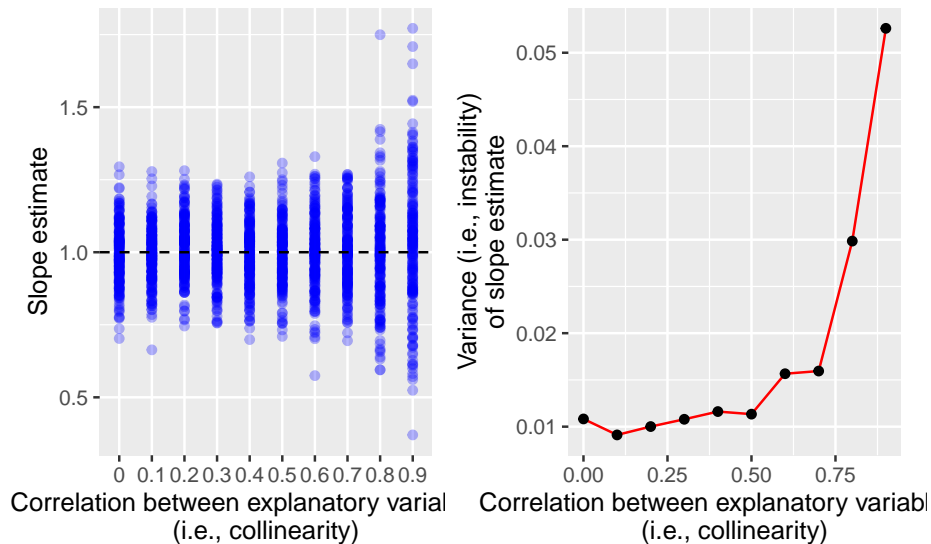 Slope estimate
1.5
1.0
0.5
0 0.1 0.2 0.3 0.4 0.5 0.6 0.7 0.8 0.9
Correlation between explanatory variabl
(i.e., collinearity)
Variance (i.e., instability)
of slope estimate
0.05
0.04
0.03
0.02
0.01
0.00 0.25 0.50 0.75
Correlation between explanatory variabl
(i.e., collinearity)